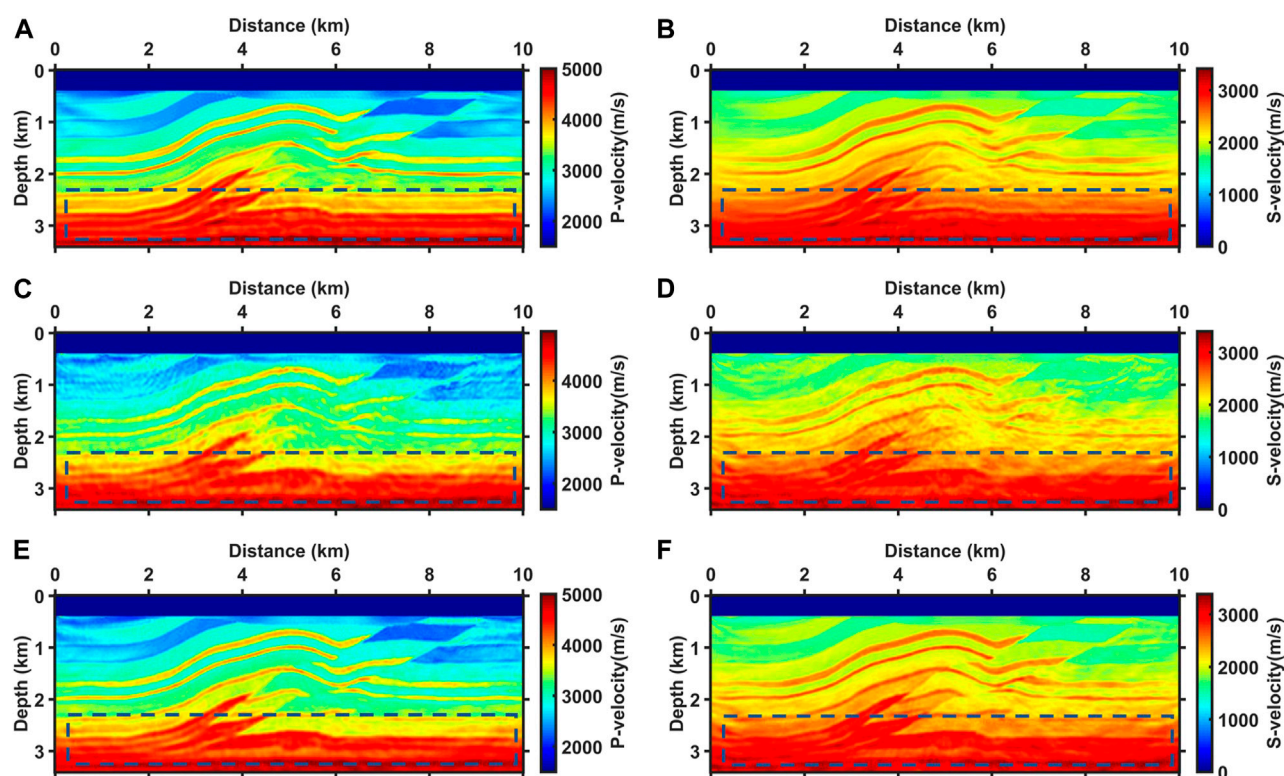 A
Distance (km)
0 2 4 6 8 10
Depth (km)
0
1
2
3
5000
4000
3000
2000
P-velocity(m/s)
B
Distance (km)
0 2 4 6 8 10
Depth (km)
0
1
2
3
3000
2000
1000
0
S-velocity(m/s)
C
Distance (km)
0 2 4 6 8 10
Depth (km)
0
1
2
3
4000
3000
2000
P-velocity(m/s)
D
Distance (km)
0 2 4 6 8 10
Depth (km)
0
1
2
3
3000
2000
1000
0
S-velocity(m/s)
E
Distance (km)
0 2 4 6 8 10
Depth (km)
0
1
2
3
5000
4000
3000
2000
P-velocity(m/s)
F
Distance (km)
0 2 4 6 8 10
Depth (km)
0
1
2
3
3000
2000
1000
0
S-velocity(m/s)